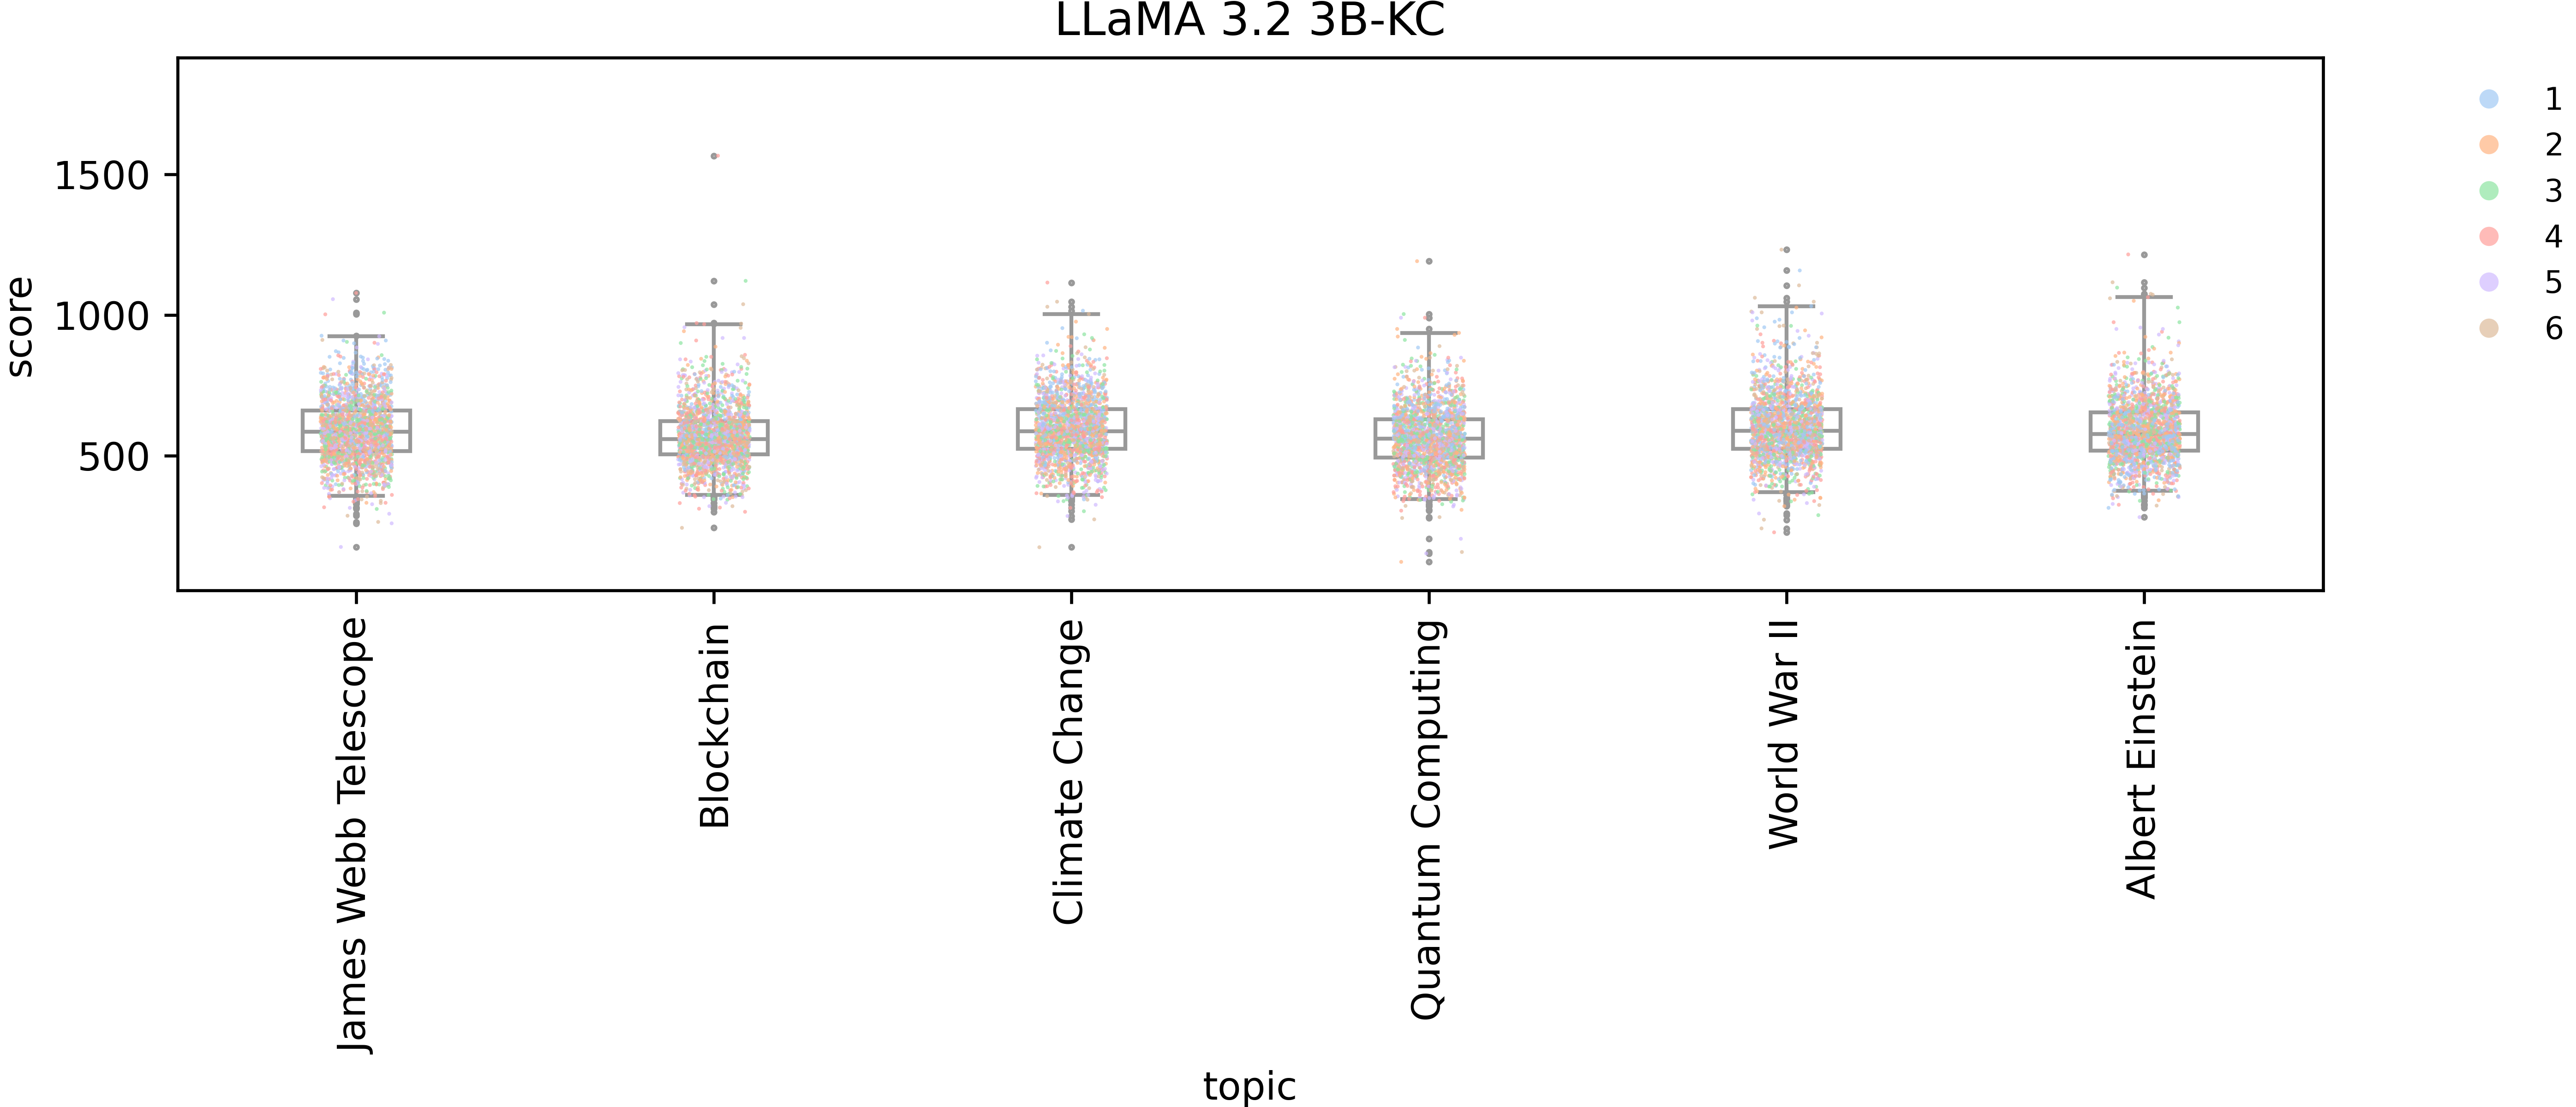 LLaMA 3.2 3B-KC
score
1500
1000
500
1
2
3
4
5
6
James Webb Telescope
Blockchain
Climate Change
Quantum Computing
World War II
Albert Einstein
topic